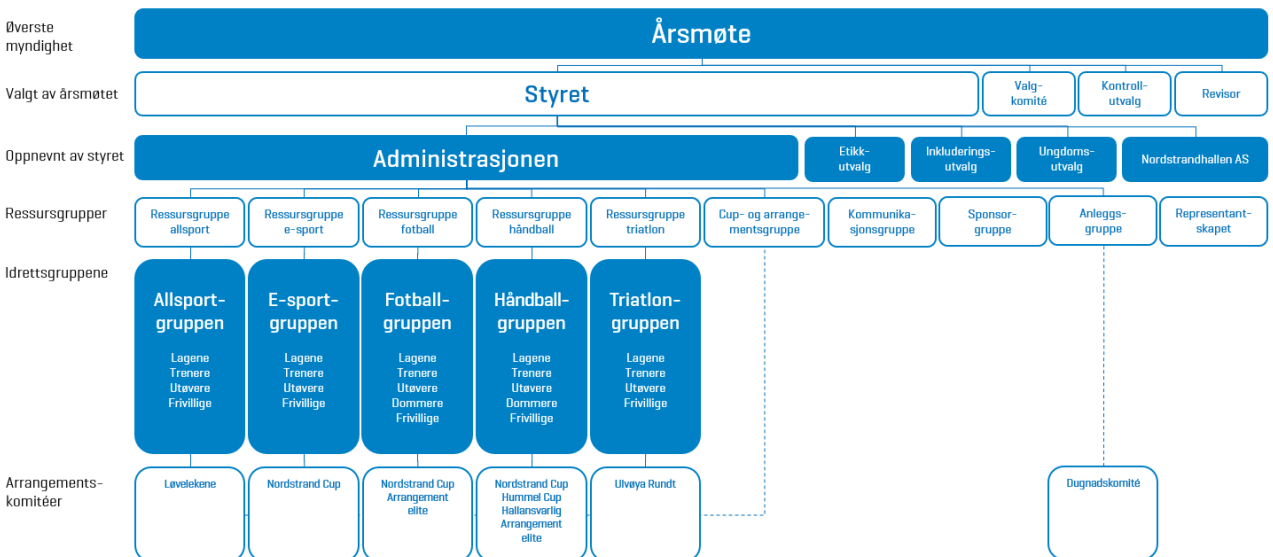 Øverste
myndighet
Årsmøte
Valgt av årsmøtet
Styret
Valg-
komité
Kontroll-
utvalg
Revisor
Oppnevnt av styret
Administrasjonen
Etikk-
utvalg
Inkluderings-
utvalg
Ungdoms-
utvalg
Nordstrandhallen AS
Ressursgrupper
Ressursgruppe
allsport
Ressursgruppe
e-sport
Ressursgruppe
fotball
Ressursgruppe
håndball
Ressursgruppe
triatlon
Cup- og arrange-
mentsgruppe
Kommunika-
sjonsgruppe
Sponsor-
gruppe
Anleggs-
gruppe
Representant-
skapet
Idrettsgruppene
Allsport-
gruppen
Lagene
Trenere
Utøvere
Frivillige
E-sport-
gruppen
Lagene
Trenere
Utøvere
Frivillige
Fotball-
gruppen
Lagene
Trenere
Utøvere
Dommere
Frivillige
Håndball-
gruppen
Lagene
Trenere
Utøvere
Dommere
Frivillige
Triatlon-
gruppen
Lagene
Trenere
Utøvere
Frivillige
Arrangements-
komitéer
Løvelekene
Nordstrand Cup
Nordstrand Cup
Arrangement
elite
Nordstrand Cup
Hummel Cup
Hallansvarlig
Arrangement
elite
Ulvøya Rundt
Dugnadskomité